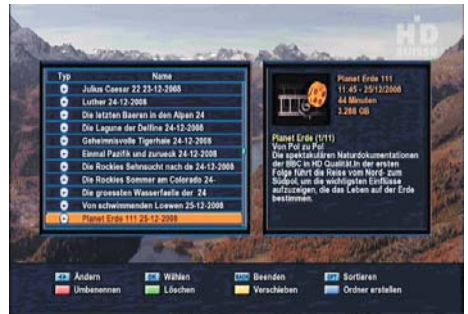 HD
suisse
Typ Name
Julius Caesar 22 23-12-2008
Luther 24-12-2008
Die letzten Baeren in den Alpen 24
Die Lagune der Delfine 24-12-2008
Geheimnisvolle Tigerhaie 24-12-2008
Einmal Pazifik und zurueck 24-12-2008
Die Rockies Sehnsucht nach de 24-12-2008
Die Rockies Sommer am Colorado 24-
Die groessten Wasserfaelle der 24
Von schwimmenden Loewen 25-12-2008
Planet Erde 111 25-12-2008
Planet Erde 111
11:45 - 25/12/2008
44 Minuten
3.288 GB
Planet Erde (1/11)
Von Pol zu Pol
Die spektakulären Naturdokumentationen
der BBC in HD Qualität.In der ersten
Folge führt die Reise vom Nord- zum
Südpol, um die wichtigsten Einflüsse
aufzuzeigen, die das Leben auf der Erde
bestimmen.
Ändern OK Wählen BACK Beenden OPT Sortieren
Umbenennen Löschen Verschieben Ordner erstellen